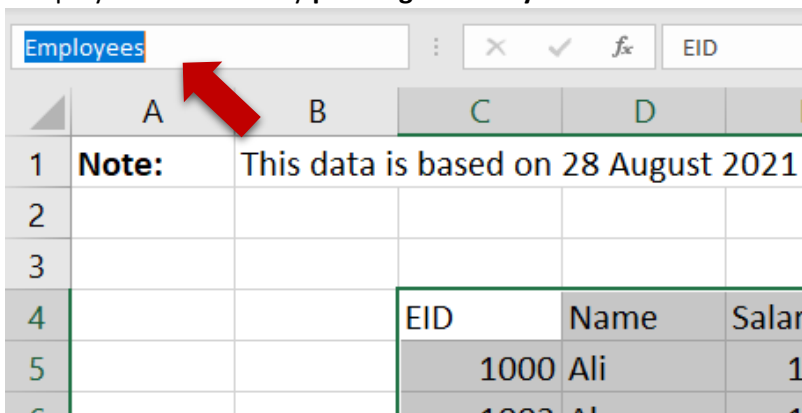 Employees fx EID
A B C D
1 Note: This data is based on 28 August 2021
2
3
4 EID Name
5 1000 Ali